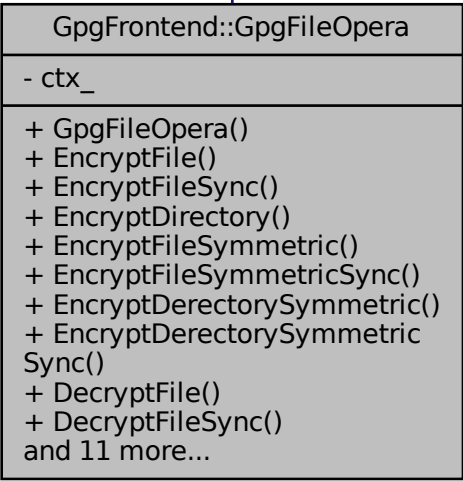 GpgFrontend::GpgFileOpera
- ctx_
+ GpgFileOpera()
+ EncryptFile()
+ EncryptFileSync()
+ EncryptDirectory()
+ EncryptFileSymmetric()
+ EncryptFileSymmetricSync()
+ EncryptDerectorySymmetric()
+ EncryptDerectorySymmetric
Sync()
+ DecryptFile()
+ DecryptFileSync()
and 11 more...